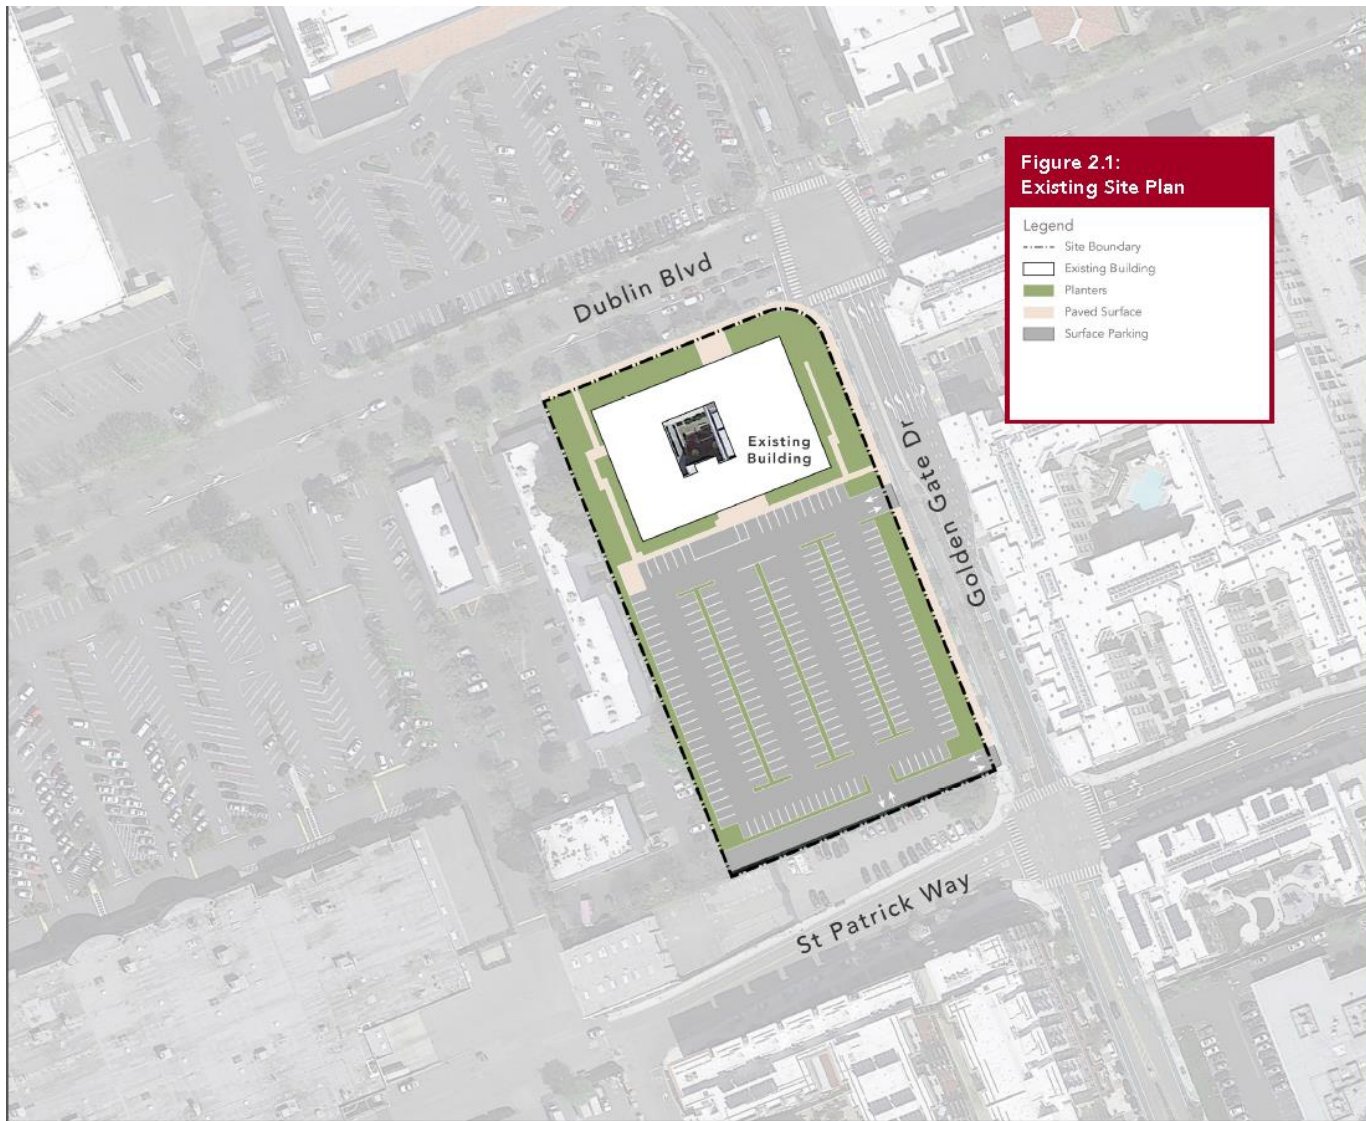 Figure 2.1:
Existing Site Plan
Legend
Site Boundary
Existing Building
Planters
Paved Surface
Surface Parking
Dublin Blvd
Existing
Building
Golden Gate Dr
St Patrick Way